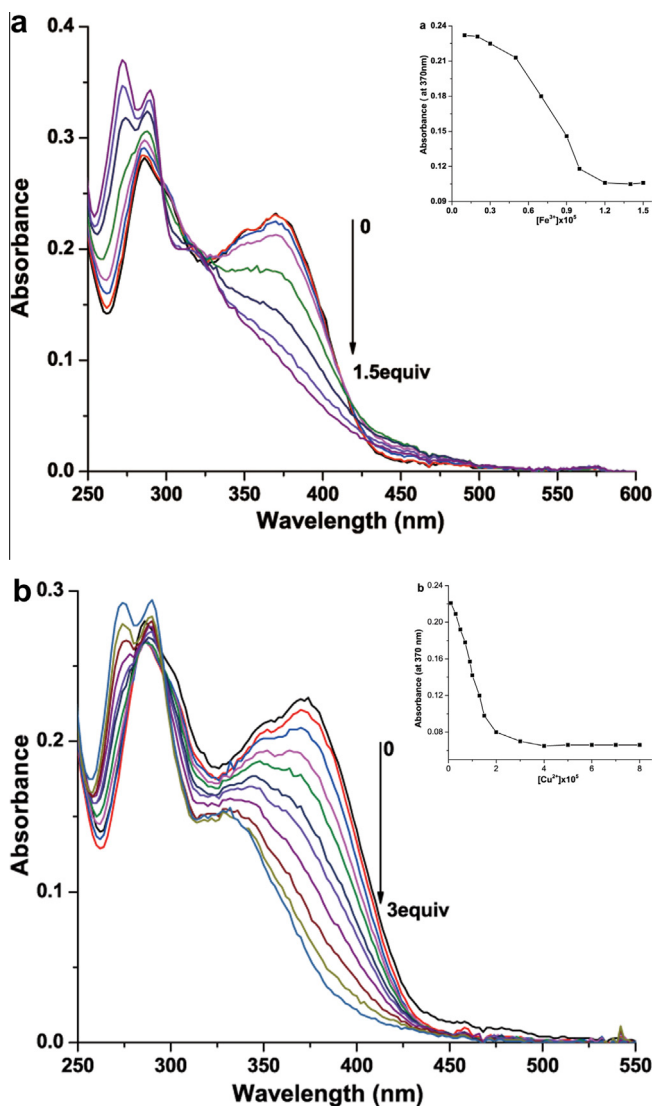 a
0.4
0.3
0.2
0.1
0.0
Absorbance
250 300 350 400 450 500 550 600
Wavelength (nm)
0
1.5equiv
a
0.24
0.21
0.18
0.15
0.12
0.09
Absorbance ( at 370nm)
0.0 0.3 0.6 0.9 1.2 1.5
[Fe³⁺]x10⁵
b
0.3
0.2
0.1
0.0
Absorbance
250 300 350 400 450 500 550
Wavelength (nm)
0
3equiv
b
0.24
0.20
0.16
0.12
0.08
Absorbance (at 370 nm)
0 2 4 6 8
[Cu²⁺]x10⁵